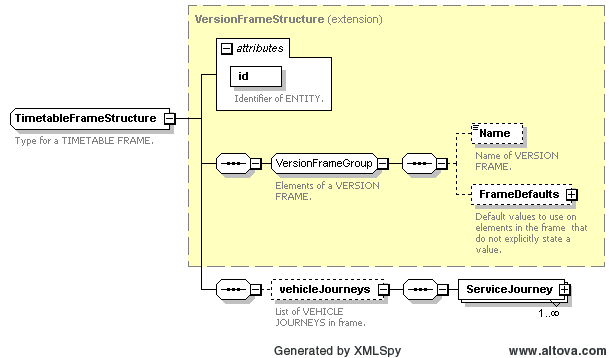 VersionFrameStructure (extension)
attributes
id
Identifier of ENTITY.
TimetableFrameStructure
Type for a TIMETABLE FRAME.
VersionFrameGroup
Elements of a VERSION
FRAME.
Name
Name of VERSION
FRAME.
FrameDefaults
Default values to use on
elements in the frame that
do not explicitly state a
value.
vehicleJourneys
List of VEHICLE
JOURNEYS in frame.
ServiceJourney
1..∞
Generated by XMLSpy
www.altova.com